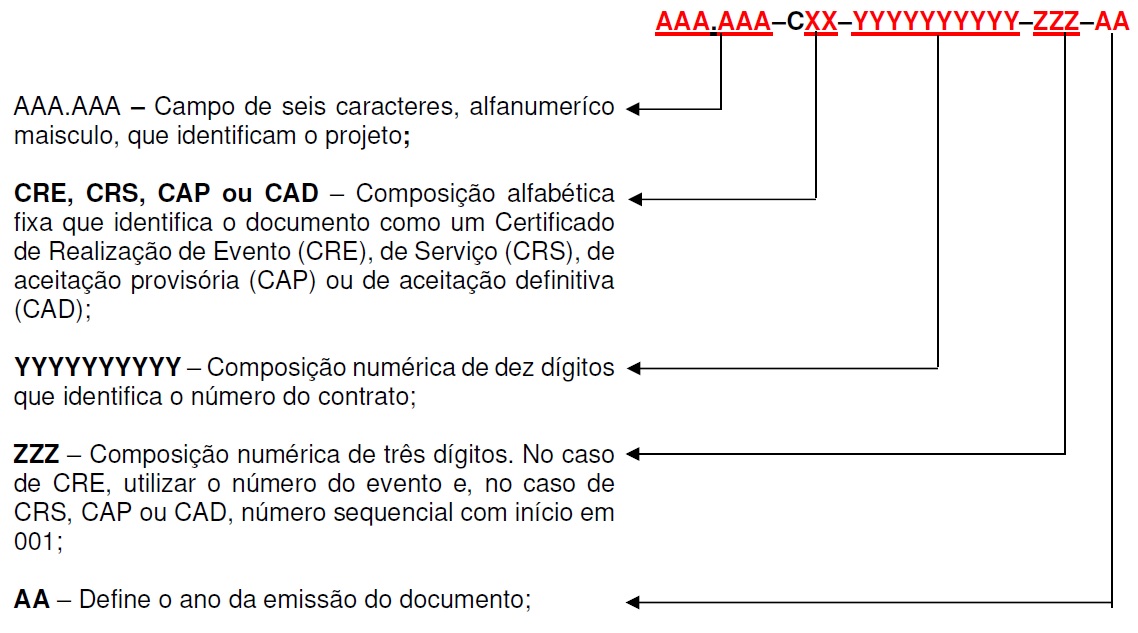 AAA.AAA–CXX–YYYYYYYYYY–ZZZ–AA
AAA.AAA – Campo de seis caracteres, alfanumeríco
maisculo, que identificam o projeto;
CRE, CRS, CAP ou CAD – Composição alfabética
fixa que identifica o documento como um Certificado
de Realização de Evento (CRE), de Serviço (CRS), de
aceitação provisória (CAP) ou de aceitação definitiva
(CAD);
YYYYYYYYYY – Composição numérica de dez dígitos
que identifica o número do contrato;
ZZZ – Composição numérica de três dígitos. No caso
de CRE, utilizar o número do evento e, no caso de
CRS, CAP ou CAD, número sequencial com início em
001;
AA – Define o ano da emissão do documento;